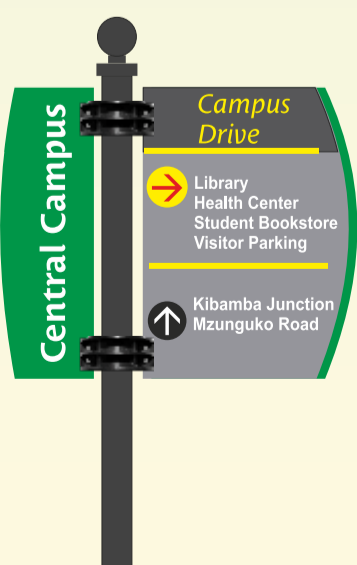 Central Campus
Campus
Drive
Library
Health Center
Student Bookstore
Visitor Parking
Kibamba Junction
Mzunguko Road